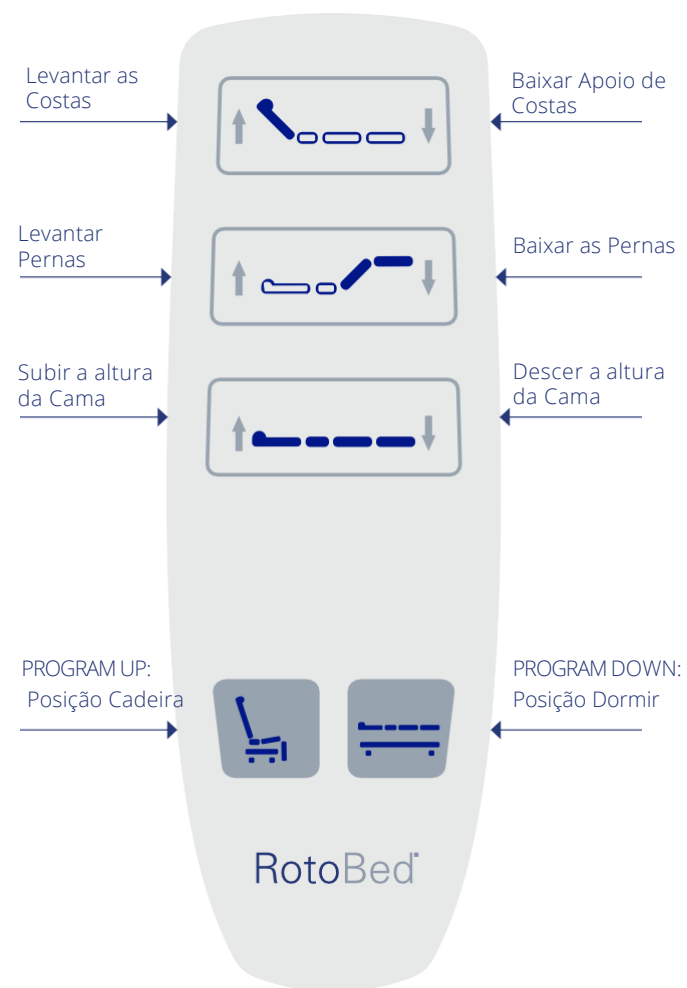 Levantar as
Costas
Baixar Apoio de
Costas
Levantar
Pernas
Baixar as Pernas
Subir a altura
da Cama
Descer a altura
da Cama
PROGRAM UP:
Posição Cadeira
PROGRAM DOWN:
Posição Dormir
RotoBed